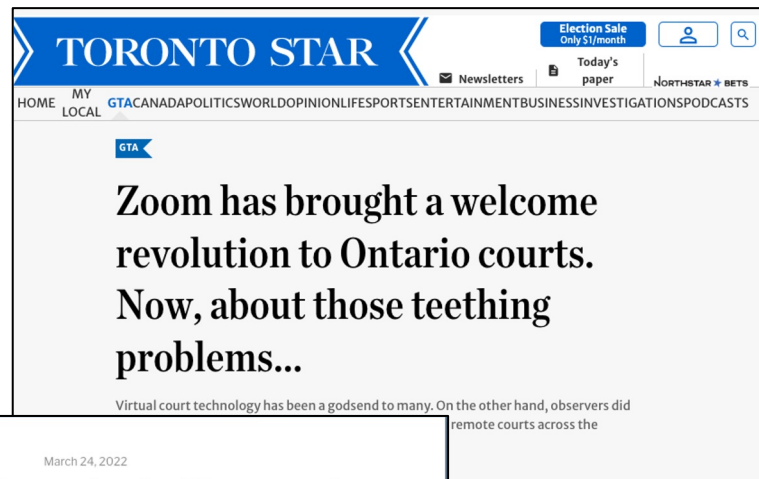 TORONTO STAR
Election Sale
Only $1/month
Newsletters
Today's
paper
NORTHSTAR BETS
HOME MY LOCAL GTA CANADA POLITICS WORLD OPINION LIFE SPORTS ENTERTAINMENT BUSINESS INVESTIGATIONS PODCASTS
GTA
Zoom has brought a welcome
revolution to Ontario courts.
Now, about those teething
problems...
Virtual court technology has been a godsend to many. On the other hand, observers did
remote courts across the
March 24, 2022